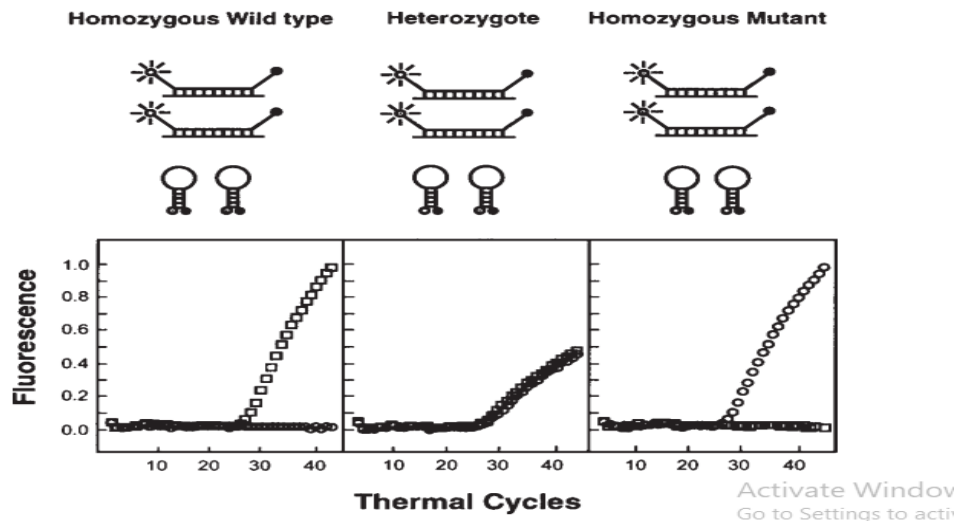 Homozygous Wild type Heterozygote Homozygous Mutant
Fluorescence
1.0
0.8
0.6
0.4
0.2
0.0
10 20 30 40 10 20 30 40 10 20 30 40
Thermal Cycles
Activate Window
Go to Settings to activ